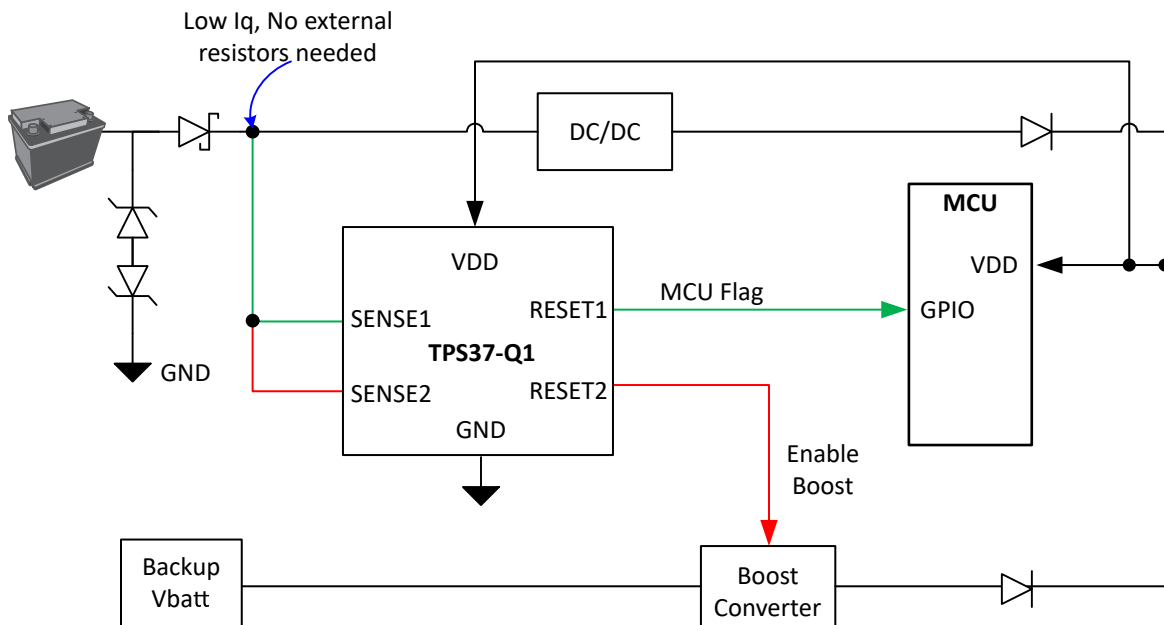 Low Iq, No external
resistors needed
DC/DC
MCU
VDD
GPIO
VDD
SENSE1
RESET1
TPS37-Q1
SENSE2
RESET2
GND
MCU Flag
GND
Enable
Boost
Backup
Vbatt
Boost
Converter